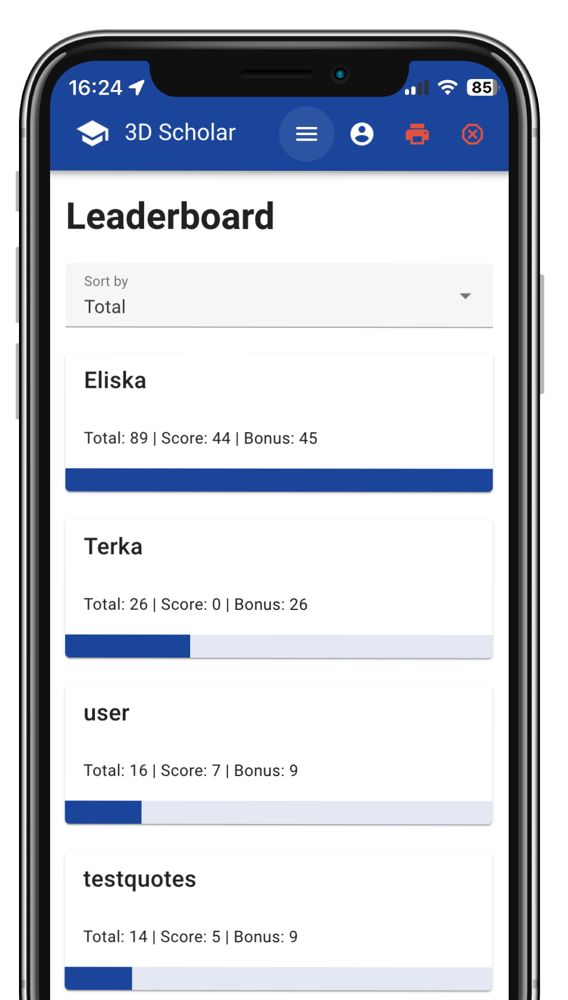 16:24
85
3D Scholar
Leaderboard
Sort by
Total
Eliska
Total: 89 | Score: 44 | Bonus: 45
Terka
Total: 26 | Score: 0 | Bonus: 26
user
Total: 16 | Score: 7 | Bonus: 9
testquotes
Total: 14 | Score: 5 | Bonus: 9